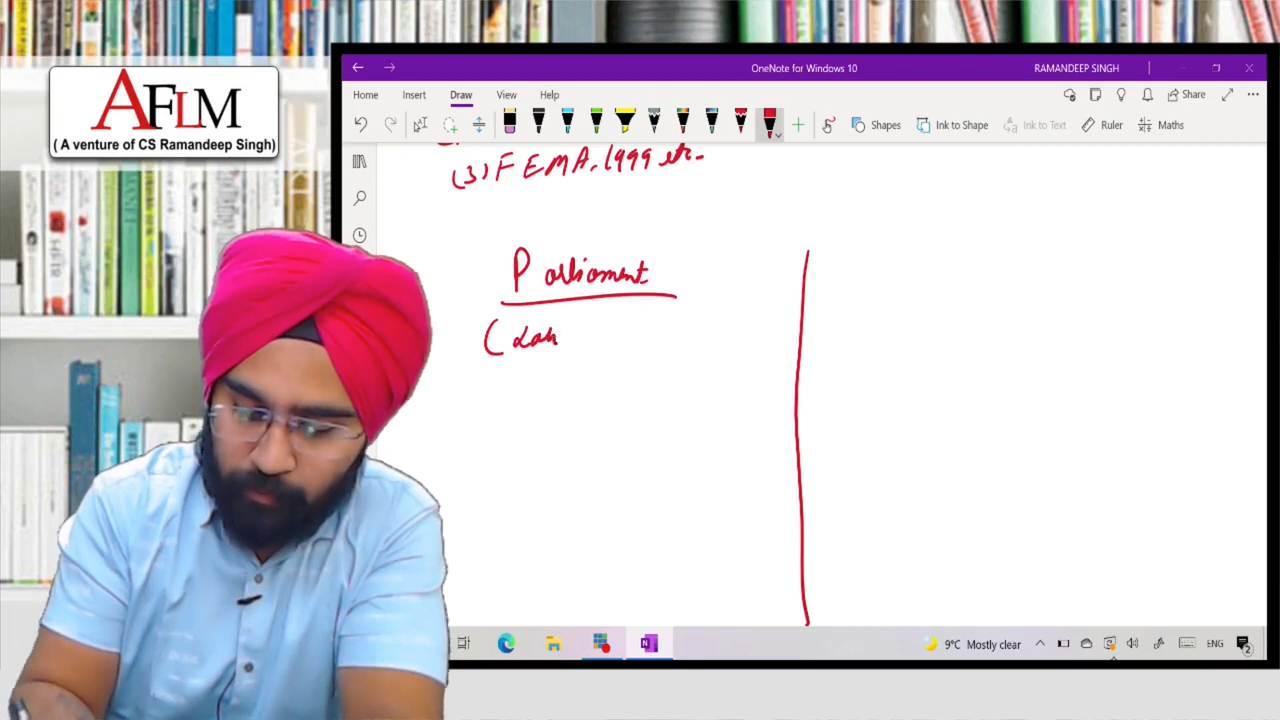 AFLM
( A venture of CS Ramandeep Singh)
OneNote for Windows 10
RAMANDEEP SINGH
Home Insert Draw View Help
Share
Shapes Ink to Shape Ink to Text Ruler Maths
(3) FEMA, 1999 etc.
Parliament
(
9°C Mostly clear ENG 2